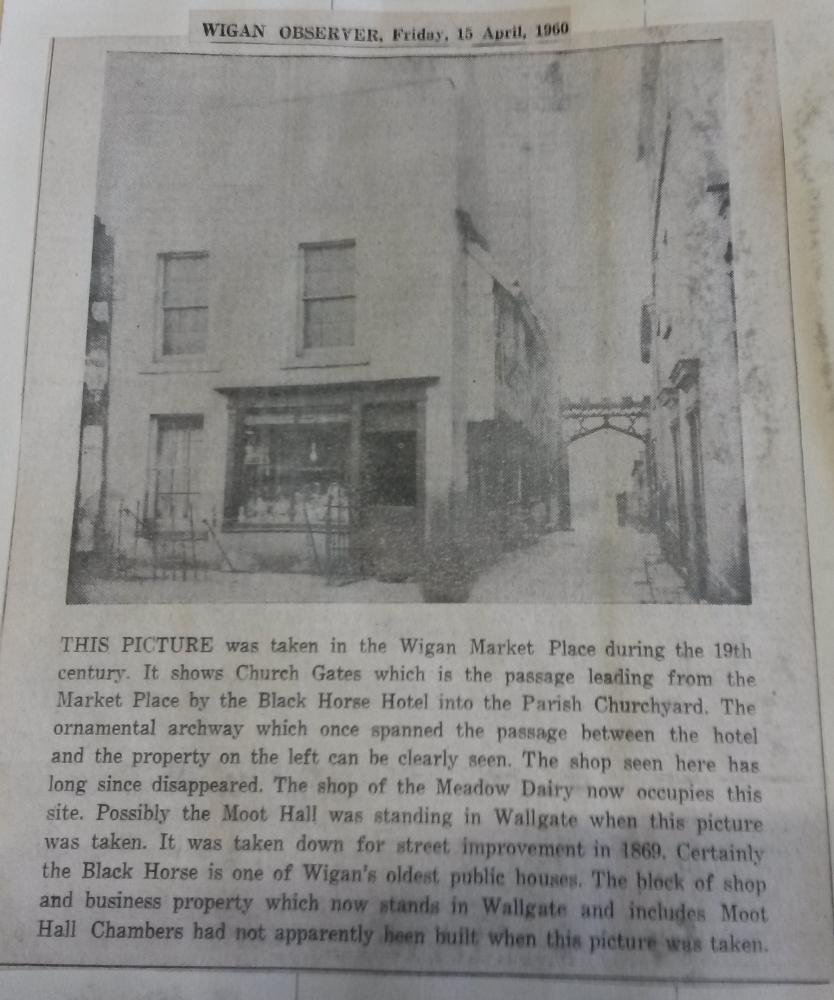 WIGAN OBSERVER, Friday, 15 April, 1960
THIS PICTURE was taken in the Wigan Market Place during the 19th
century. It shows Church Gates which is the passage leading from the
Market Place by the Black Horse Hotel into the Parish Churchyard. The
ornamental archway which once spanned the passage between the hotel
and the property on the left can be clearly seen. The shop seen here has
long since disappeared. The shop of the Meadow Dairy now occupies this
site. Possibly the Moot Hall was standing in Wallgate when this picture
was taken. It was taken down for street improvement in 1869. Certainly
the Black Horse is one of Wigan's oldest public houses. The block of shop
and business property which now stands in Wallgate and includes Moot
Hall Chambers had not apparently been built when this picture was taken.